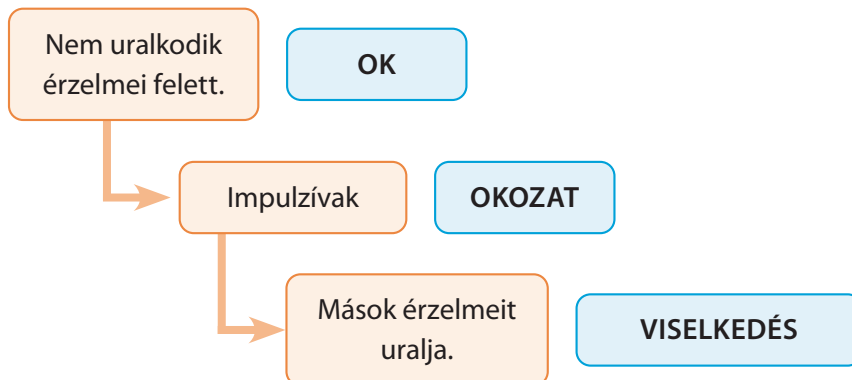 Nem uralkodik
érzelmei felett.
OK
Impulzívak
OKOZAT
Mások érzelmeit
uralja.
VISELKEDÉS